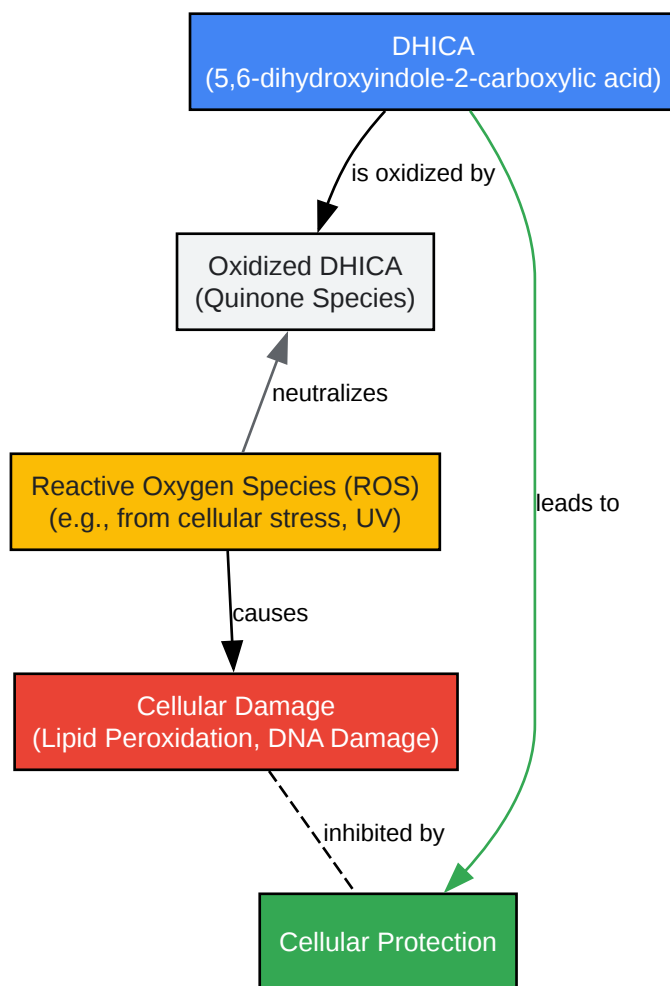 DHICA
(5,6-dihydroxyindole-2-carboxylic acid)
is oxidized by
Oxidized DHICA
(Quinone Species)
neutralizes
Reactive Oxygen Species (ROS)
(e.g., from cellular stress, UV)
leads to
causes
Cellular Damage
(Lipid Peroxidation, DNA Damage)
inhibited by
Cellular Protection